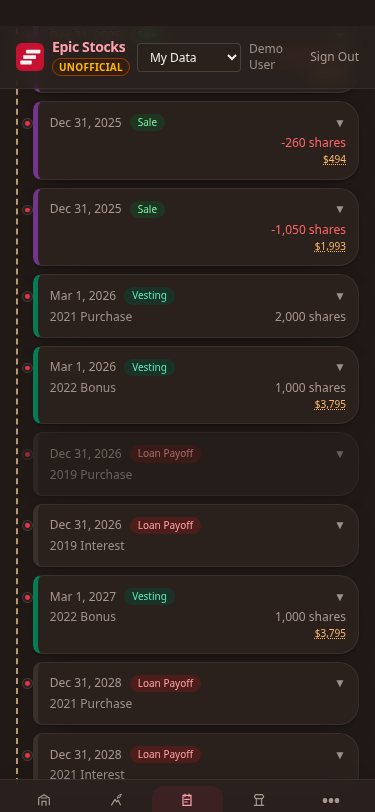 Epic Stocks
UNOFFICIAL
My Data
Demo
User
Sign Out
Dec 31, 2025 Sale ▼
-260 shares
$494
Dec 31, 2025 Sale ▼
-1,050 shares
$1,993
Mar 1, 2026 Vesting ▼
2021 Purchase 2,000 shares
Mar 1, 2026 Vesting ▼
2022 Bonus 1,000 shares
$3,795
Dec 31, 2026 Loan Payoff ▼
2019 Purchase
Dec 31, 2026 Loan Payoff ▼
2019 Interest
Mar 1, 2027 Vesting ▼
2022 Bonus 1,000 shares
$3,795
Dec 31, 2028 Loan Payoff ▼
2021 Purchase
Dec 31, 2028 Loan Payoff ▼
2021 Interest